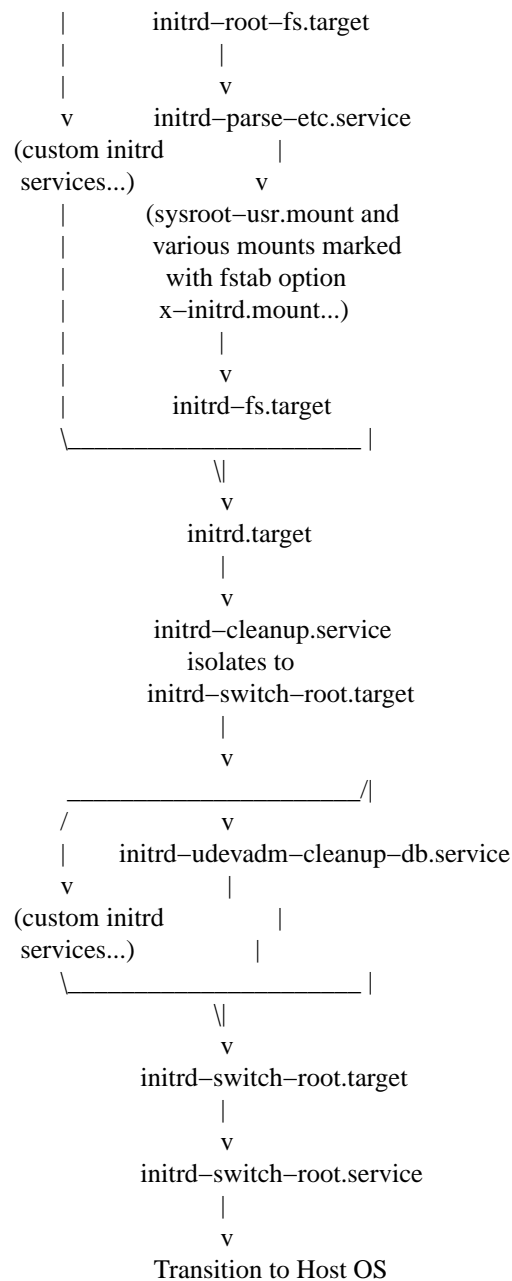 | initrd−root−fs.target
| |
| v
v initrd−parse−etc.service
(custom initrd |
services...) v
| (sysroot−usr.mount and
| various mounts marked
| with fstab option
| x−initrd.mount...)
| |
| v
| initrd−fs.target
\______________________ |
\|
v
initrd.target
|
v
initrd−cleanup.service
isolates to
initrd−switch−root.target
|
v
______________________/|
/ v
| initrd−udevadm−cleanup−db.service
v |
(custom initrd |
services...) |
\______________________ |
\|
v
initrd−switch−root.target
|
v
initrd−switch−root.service
|
v
Transition to Host OS